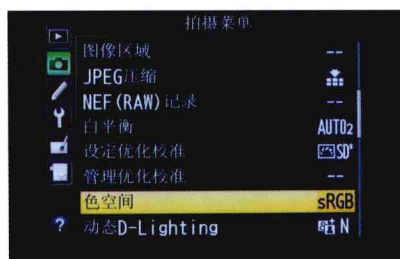 拍摄菜单
图像区域 --
JPEG压缩
NEF(RAW)记录 --
白平衡 AUTO2
设定优化校准 SD*
管理优化校准 --
色空间 sRGB
动态D-Lighting N
?